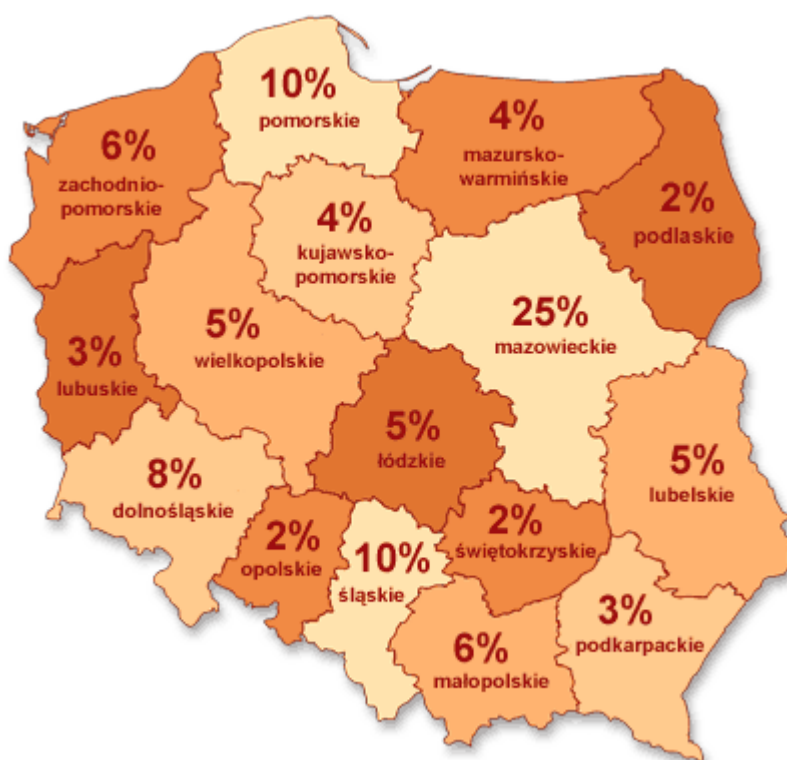 10%
pomorskie
4%
mazursko-
warmińskie
6%
zachodnio-
pomorskie
2%
podlaskie
4%
kujawsko-
pomorskie
25%
mazowieckie
5%
wielkopolskie
3%
lubuskie
5%
łódzkie
5%
lubelskie
8%
dolnośląskie
2%
opolskie
10%
śląskie
2%
świętokrzyskie
3%
podkarpackie
6%
małopolskie